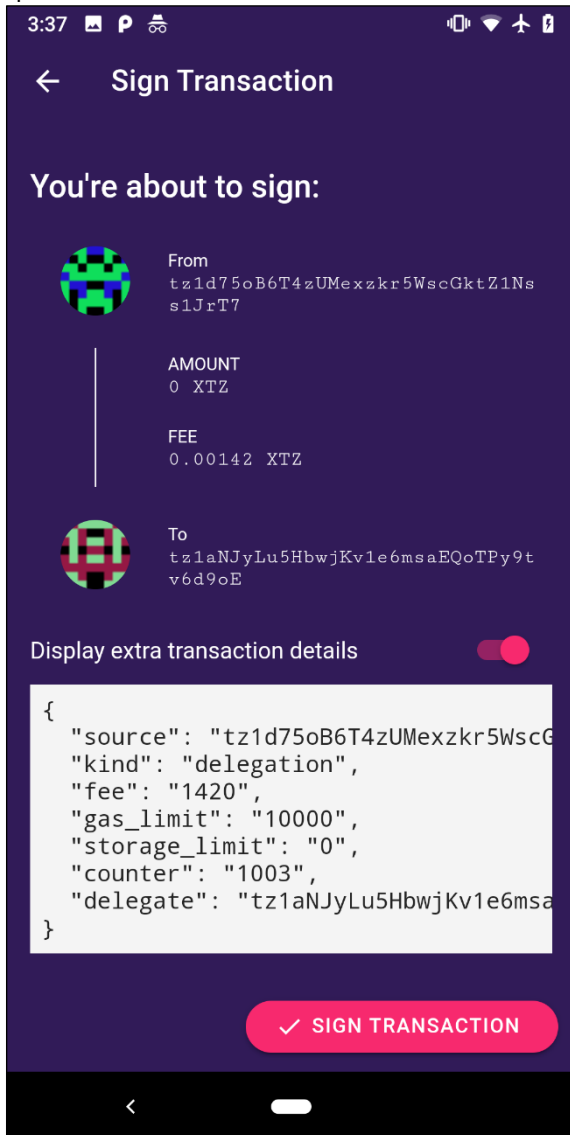 3:37
Sign Transaction
You're about to sign:
From
tz1d75oB6T4zUMexzkr5WscGktZ1Ns
s1JrT7
AMOUNT
0 XTZ
FEE
0.00142 XTZ
To
tz1aNJyLu5HbwjKv1e6msaEQoTPy9t
v6d9oE
Display extra transaction details
{
"source": "tz1d75oB6T4zUMexzkr5WscG
"kind": "delegation",
"fee": "1420",
"gas_limit": "10000",
"storage_limit": "0",
"counter": "1003",
"delegate": "tz1aNJyLu5HbwjKv1e6msa
}
SIGN TRANSACTION